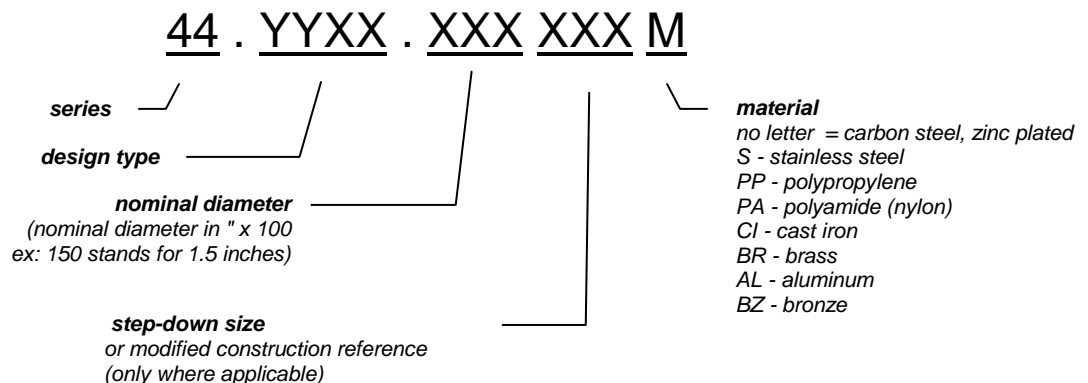 44 . YYXX . XXX XXX M
series
design type
nominal diameter
(nominal diameter in " x 100
ex: 150 stands for 1.5 inches)
step-down size
or modified construction reference
(only where applicable)
material
no letter = carbon steel, zinc plated
S - stainless steel
PP - polypropylene
PA - polyamide (nylon)
CI - cast iron
BR - brass
AL - aluminum
BZ - bronze